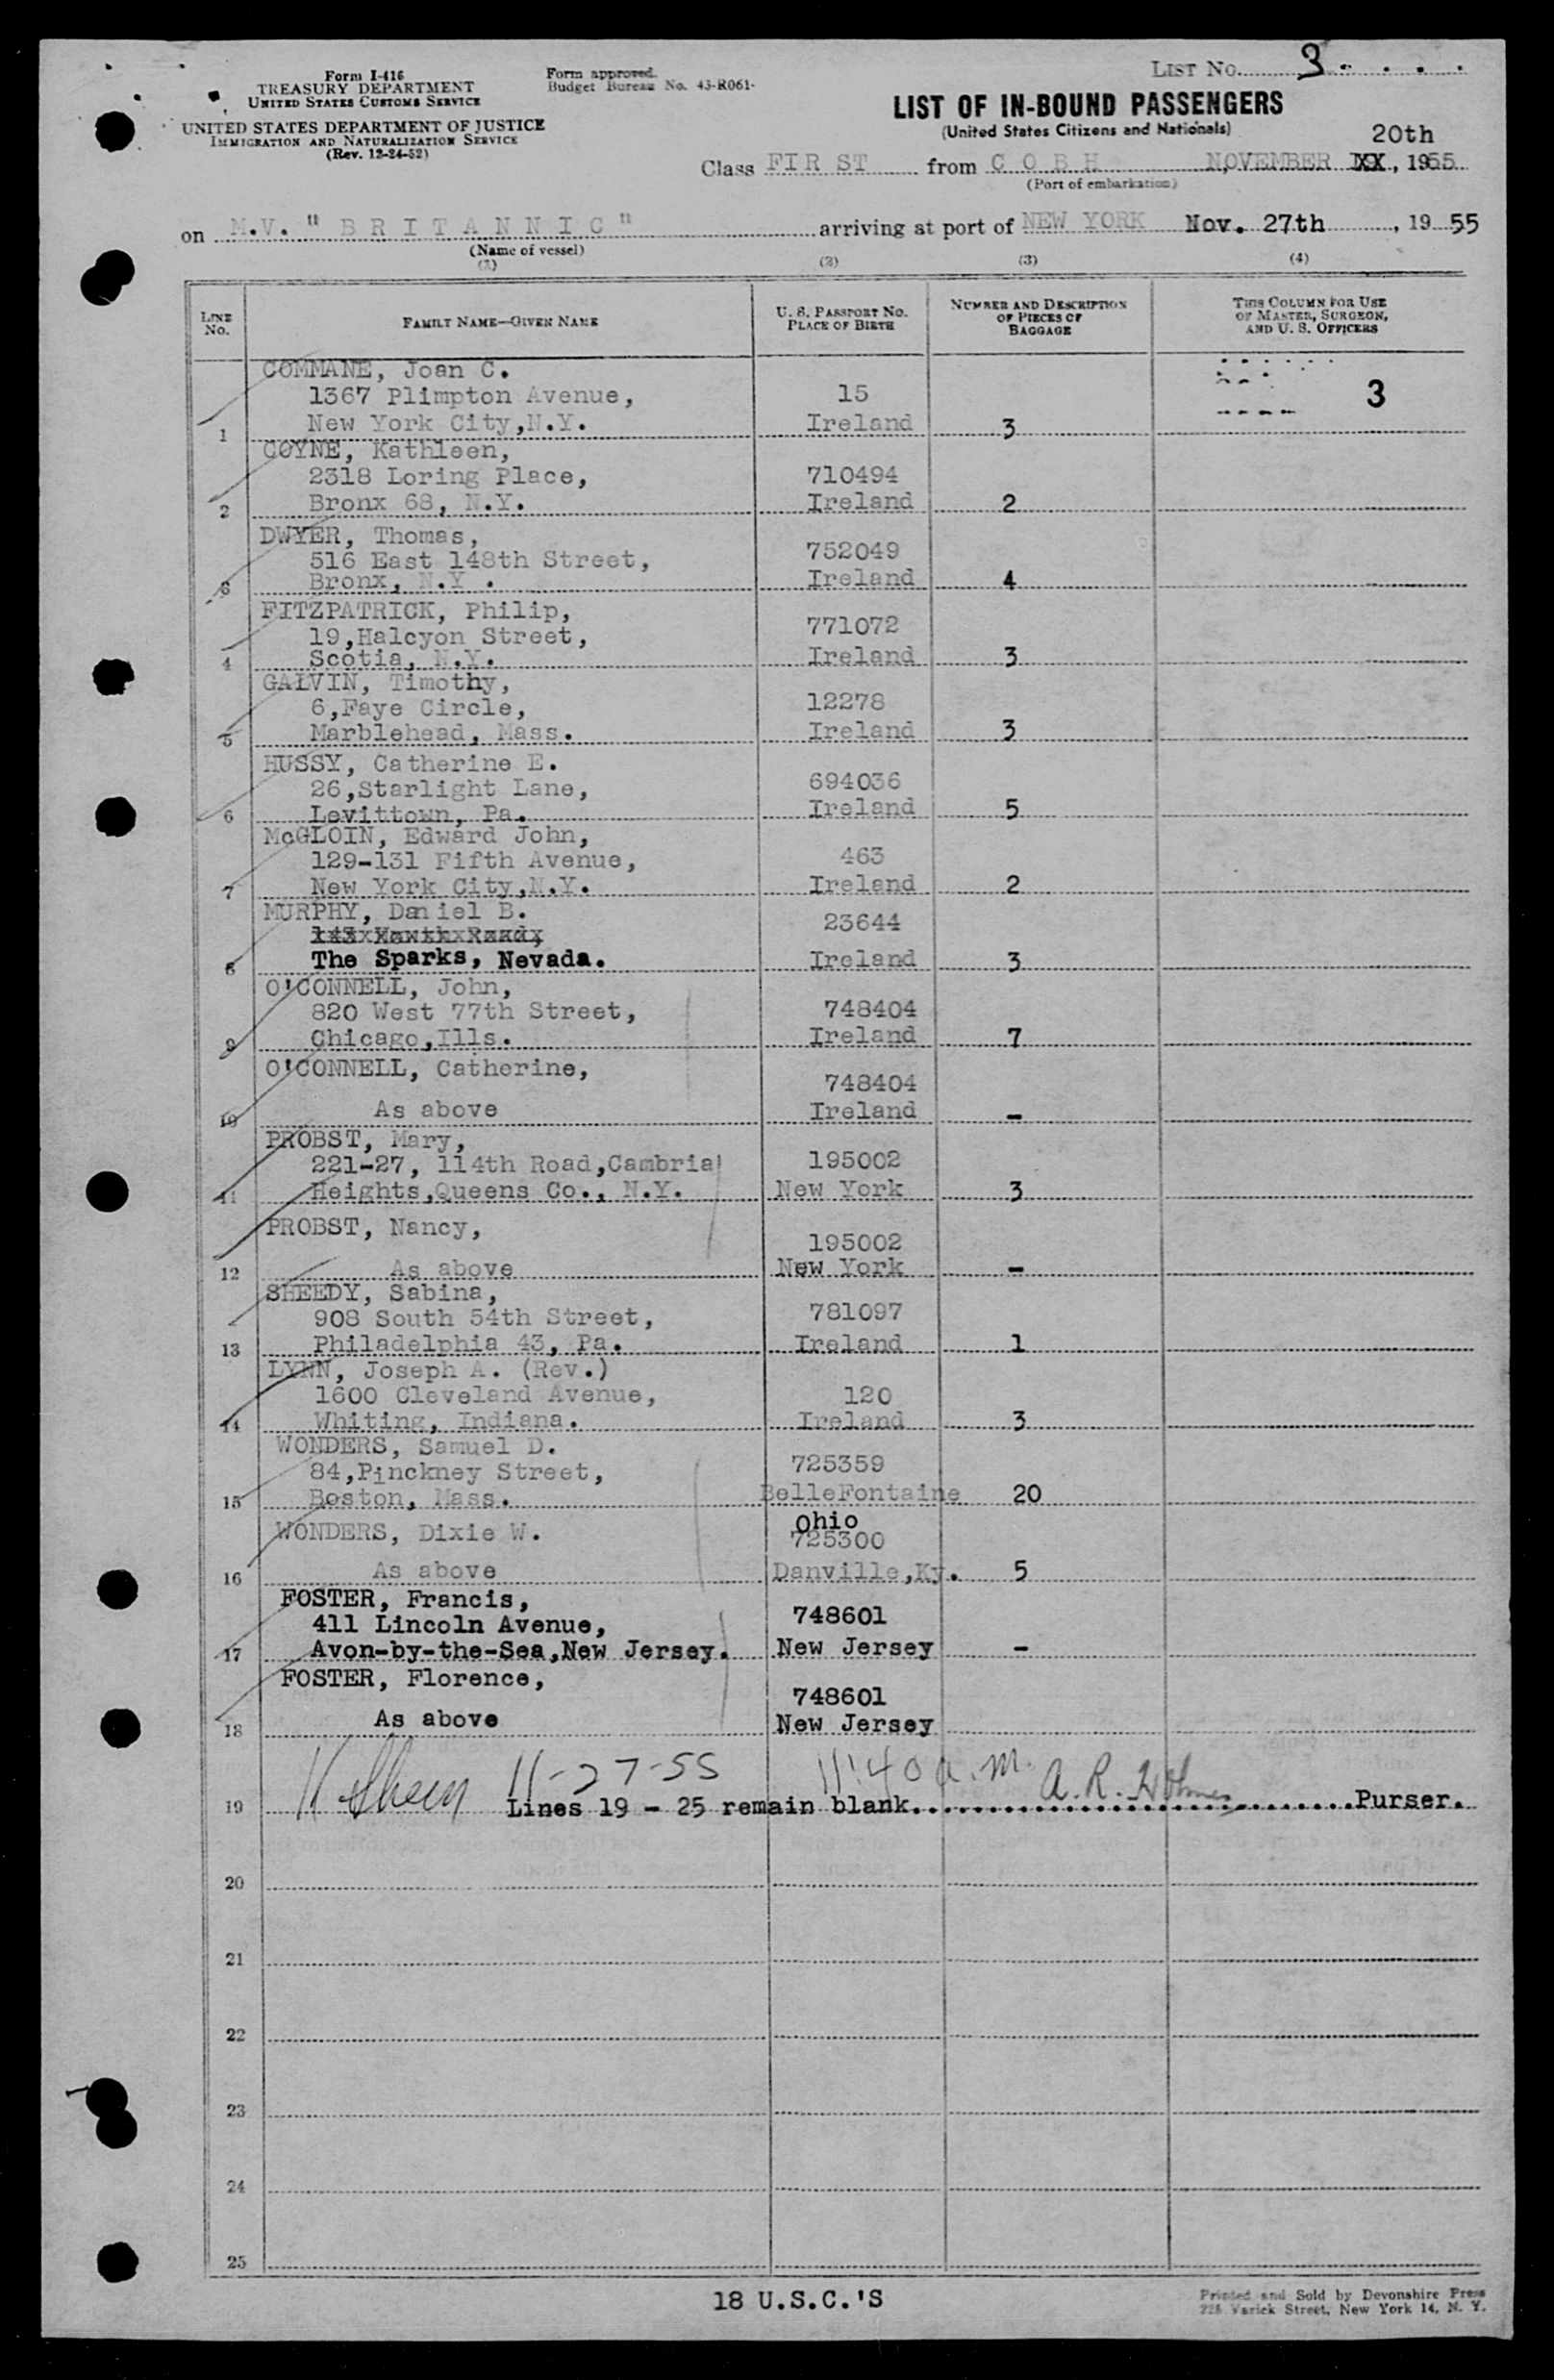 LIST No. 3
Form I-416
TREASURY DEPARTMENT
UNITED STATES CUSTOMS SERVICE
Form approved.
Budget Bureau No. 43-R061-
UNITED STATES DEPARTMENT OF JUSTICE
IMMIGRATION AND NATURALIZATION SERVICE
(Rev. 12-24-52)
LIST OF IN-BOUND PASSENGERS
(United States Citizens and Nationals)
20th
Class FIRST from C O B H NOVEMBER XX, 1955
(Port of embarkation)
on M.V. " B R I T A N N I C " arriving at port of NEW YORK Nov. 27th, 1955
(Name of vessel)
(1) (2) (3) (4)
LINE No. FAMILY NAME—GIVEN NAME U. S. PASSPORT No. PLACE OF BIRTH NUMBER AND DESCRIPTION OF PIECES OF BAGGAGE THIS COLUMN FOR USE OF MASTER, SURGEON, AND U. S. OFFICERS
COMMANE, Joan C.
1367 Plimpton Avenue, 15 3
1 New York City,N.Y. Ireland 3
COYNE, Kathleen,
2318 Loring Place, 710494
2 Bronx 68, N.Y. Ireland 2
DWYER, Thomas,
516 East 148th Street, 752049
3 Bronx, N.Y. Ireland 4
FITZPATRICK, Philip,
19,Halcyon Street, 771072
4 Scotia, N.Y. Ireland 3
GALVIN, Timothy,
6,Faye Circle, 12278
5 Marblehead, Mass. Ireland 3
HUSSY, Catherine E.
26,Starlight Lane, 694036
6 Levittown, Pa. Ireland 5
McGLOIN, Edward John,
129-131 Fifth Avenue, 463
7 New York City,N.Y. Ireland 2
MURPHY, Daniel B. 23644
8 The Sparks, Nevada. Ireland 3
O'CONNELL, John,
820 West 77th Street, 748404
9 Chicago,Ills. Ireland 7
O'CONNELL, Catherine, 748404
10 As above Ireland -
PROBST, Mary,
221-27, 114th Road,Cambria 195002
11 Heights,Queens Co., N.Y. New York 3
PROBST, Nancy, 195002
12 As above New York -
SHEEDY, Sabina,
908 South 54th Street, 781097
13 Philadelphia 43, Pa. Ireland 1
LYNN, Joseph A. (Rev.)
1600 Cleveland Avenue, 120
14 Whiting, Indiana. Ireland 3
WONDERS, Samuel D.
84,Pinckney Street, 725359
15 Boston, Mass. BelleFontaine 20
Ohio
WONDERS, Dixie W. 725300
16 As above Danville,Ky. 5
FOSTER, Francis,
411 Lincoln Avenue, 748601
17 Avon-by-the-Sea,New Jersey. New Jersey -
FOSTER, Florence, 748601
18 As above New Jersey
11-27-55 11:40 a.m. A. R.
19 Lines 19 - 25 remain blank. Purser.
20
21
22
23
24
25
18 U.S.C.'S
Printed and Sold by Devonshire Press
225 Varick Street, New York 14, N. Y.